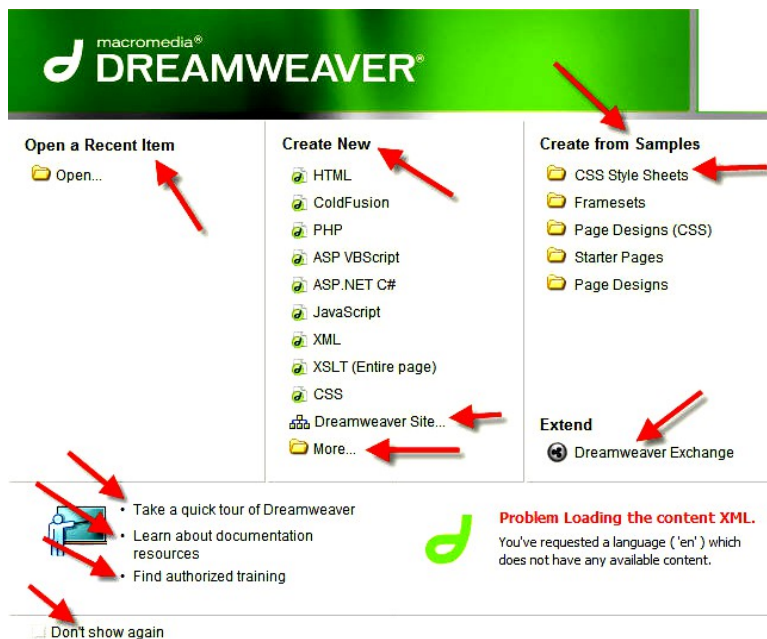 macromedia®
DREAMWEAVER®
Open a Recent Item
Open...
Create New
HTML
ColdFusion
PHP
ASP VBScript
ASP.NET C#
JavaScript
XML
XSLT (Entire page)
CSS
Dreamweaver Site...
More...
Create from Samples
CSS Style Sheets
Framesets
Page Designs (CSS)
Starter Pages
Page Designs
Extend
Dreamweaver Exchange
• Take a quick tour of Dreamweaver
• Learn about documentation
resources
• Find authorized training
Problem Loading the content XML.
You've requested a language ( 'en' ) which
does not have any available content.
Don't show again